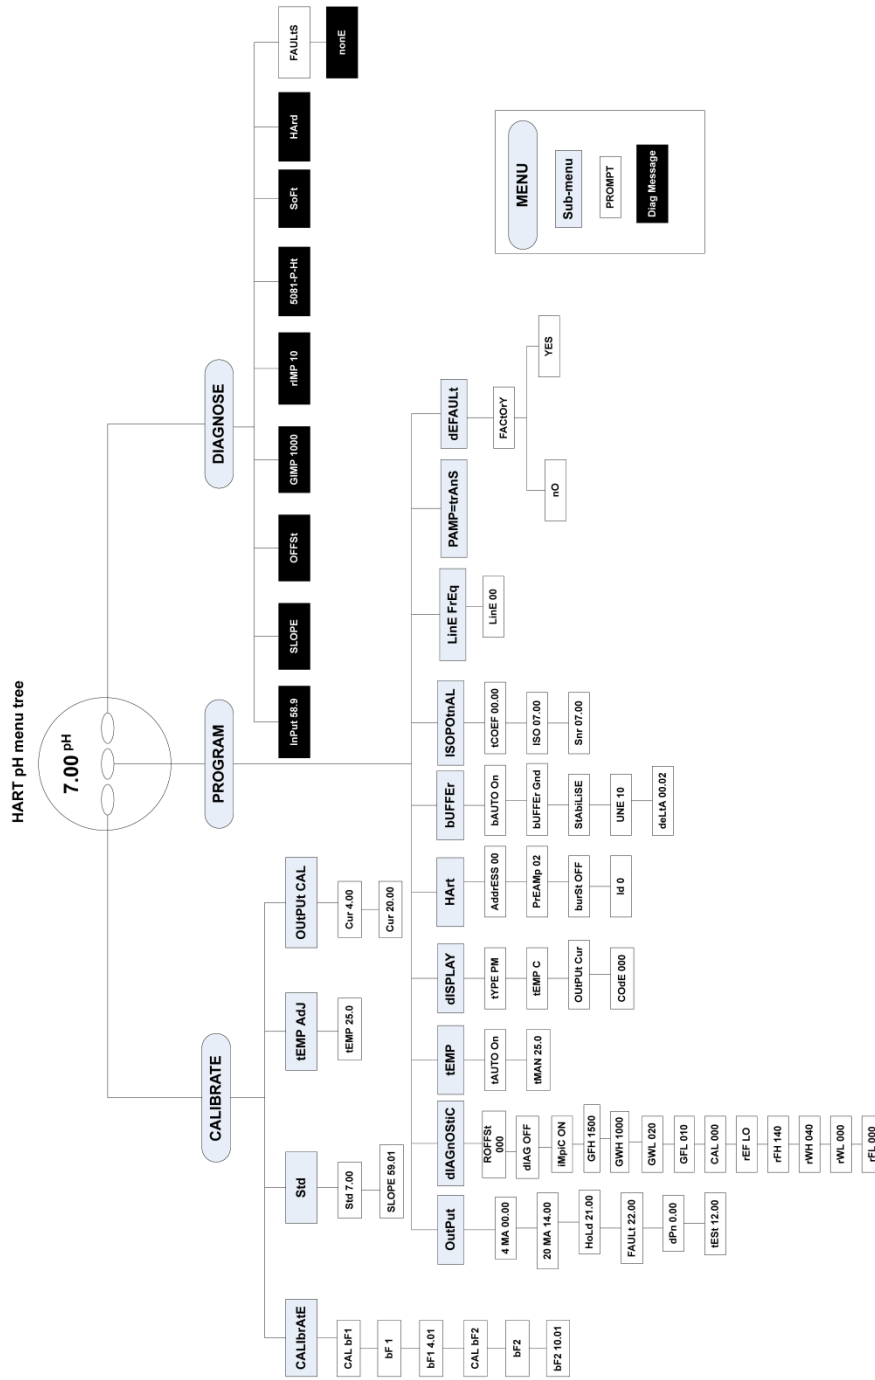 HART pH menu tree
7.00 pH
CALIBRATE
PROGRAM
DIAGNOSE
CALIbrAtE
CAL bF1
bF 1
bF1 4.01
CAL bF2
bF2
bF2 10.01
Std
Std 7.00
SLOPE 59.01
tEMP AdJ
tEMP 25.0
OUtPUt CAL
Cur 4.00
Cur 20.00
OutPut
4 MA 00.00
20 MA 14.00
HoLd 21.00
FAULt 22.00
dPn 0.00
tESt 12.00
dIAGnOStiC
ROFFSt
000
dIAG OFF
iMpiC ON
GFH 1500
GWH 1000
GWL 020
GFL 010
CAL 000
rEF LO
rFH 140
rWH 040
rWL 000
rFL 000
tEMP
tAUTO On
tMAN 25.0
dISPLAY
tYPE PM
tEMP C
OUtPUt Cur
COdE 000
HArt
AddrESS 00
PrEAMp 02
burSt OFF
Id 0
bUFFEr
bAUTO On
bUFFEr Gnd
StAbiLiSE
UNE 10
deLtA 00.02
ISOPOtnAL
tCOEF 00.00
ISO 07.00
Snr 07.00
LinE FrEq
LinE 00
PAMP=trAnS
dEFAULt
FACtOrY
nO
YES
InPut 58.9
SLOPE
OFFSt
GIMP 1000
rIMP 10
5081-P-Ht
SoFt
HArd
FAULtS
nonE
MENU
Sub-menu
PROMPT
Diag Message